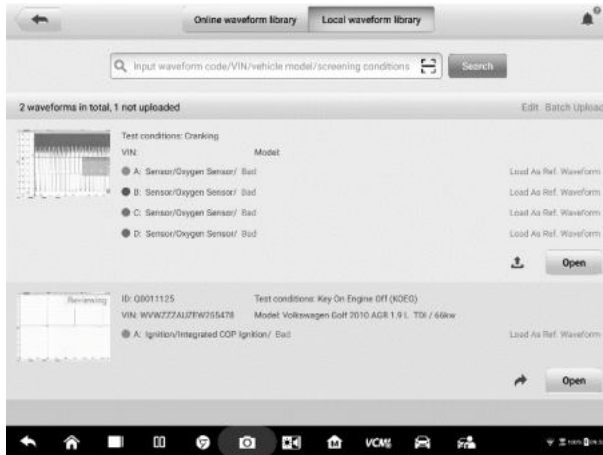 Online waveform library Local waveform library
Input waveform code/VIN/vehicle model/screening conditions Search
2 waveforms in total, 1 not uploaded Edit Batch Upload
Test conditions: Cranking
VIN: Model:
A: Sensor/Oxygen Sensor/ Bad Load As Ref. Waveform
B: Sensor/Oxygen Sensor/ Bad Load As Ref. Waveform
C: Sensor/Oxygen Sensor/ Bad Load As Ref. Waveform
D: Sensor/Oxygen Sensor/ Bad Load As Ref. Waveform
Open
Reviewing ID: Q0011125 Test conditions: Key On Engine Off (KOEO)
VIN: WVWZZZAUZFW255478 Model: Volkswagen Golf 2010 AGR 1.9 L TDI / 66kw
A: Ignition/Integrated COP Ignition/ Bad Load As Ref. Waveform
Open
VCMI